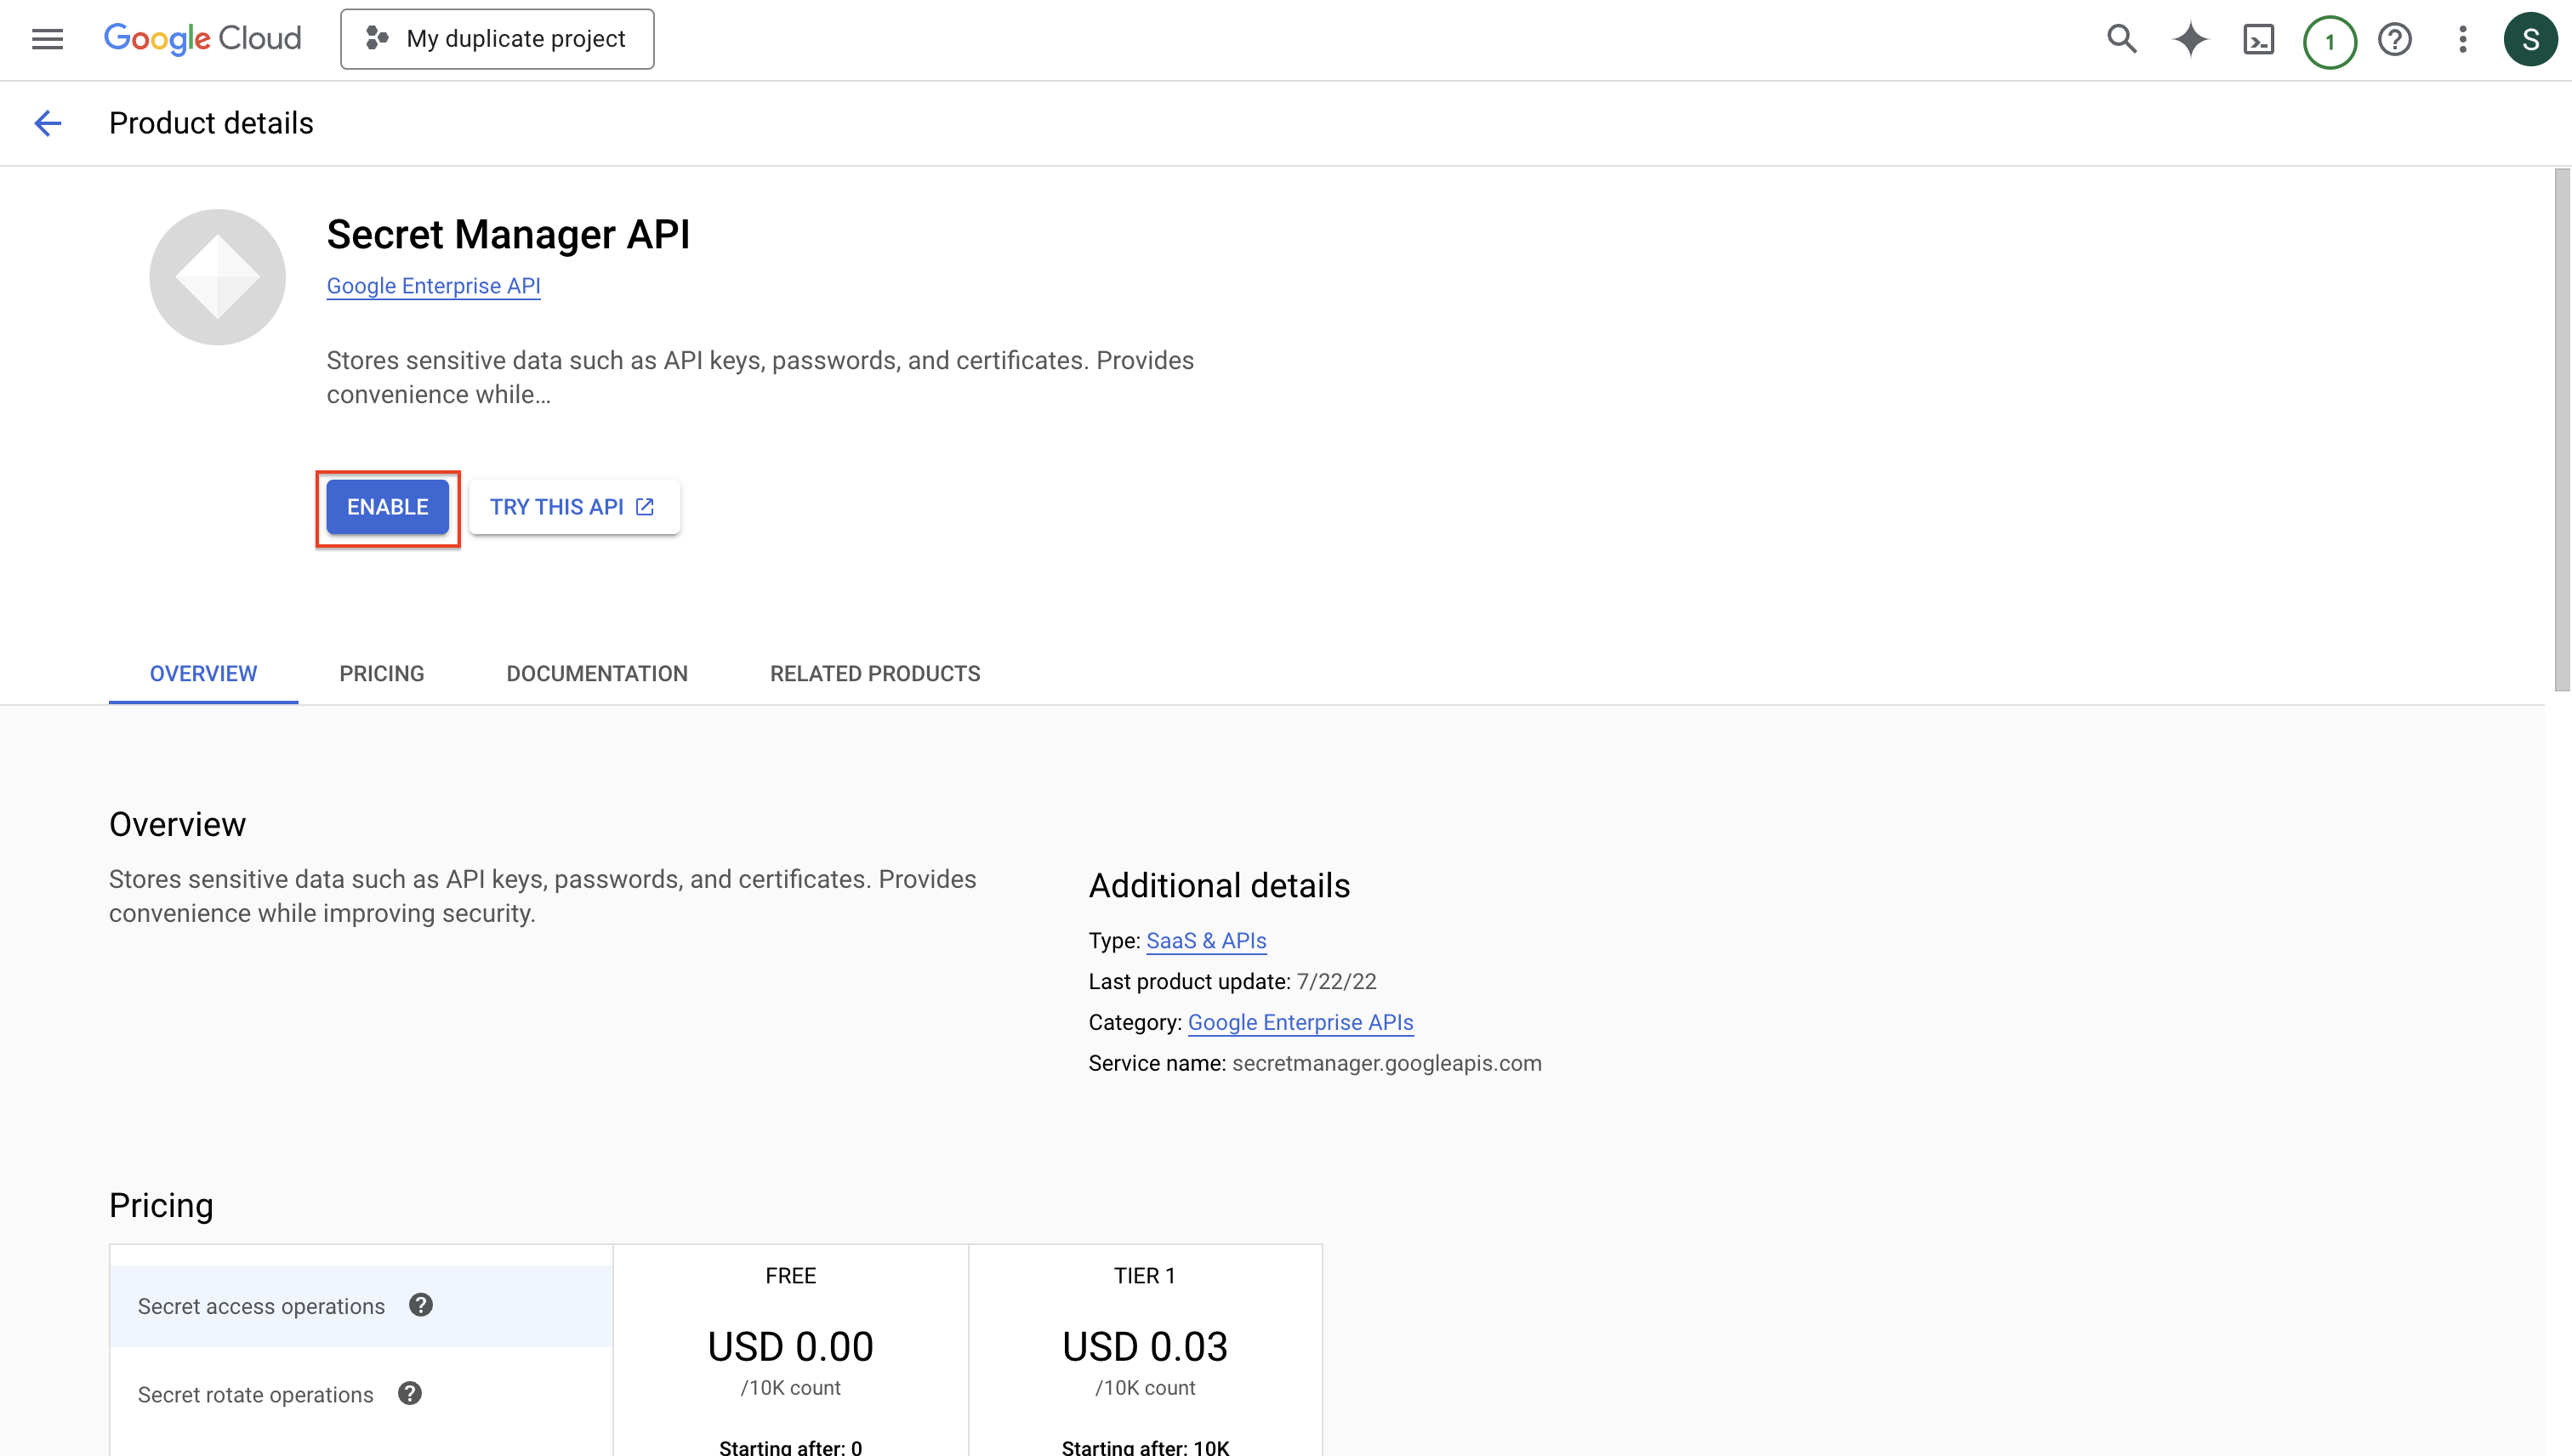 Google Cloud
My duplicate project
1
S
Product details
Secret Manager API
Google Enterprise API
Stores sensitive data such as API keys, passwords, and certificates. Provides
convenience while...
ENABLE
TRY THIS API
OVERVIEW
PRICING
DOCUMENTATION
RELATED PRODUCTS
Overview
Stores sensitive data such as API keys, passwords, and certificates. Provides
convenience while improving security.
Additional details
Type: SaaS & APIs
Last product update: 7/22/22
Category: Google Enterprise APIs
Service name: secretmanager.googleapis.com
Pricing
FREE
TIER 1
Secret access operations
USD 0.00
USD 0.03
/10K count
/10K count
Secret rotate operations
Starting after: 0
Starting after: 10K